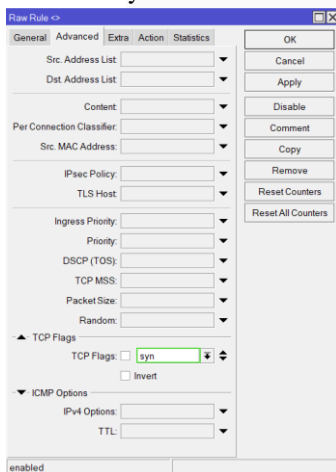 Raw Rule <>
General Advanced Extra Action Statistics
OK
Src. Address List:
Cancel
Dst. Address List:
Apply
Content:
Disable
Per Connection Classifier:
Comment
Src. MAC Address:
Copy
IPsec Policy:
Remove
TLS Host:
Reset Counters
Ingress Priority:
Reset All Counters
Priority:
DSCP (TOS):
TCP MSS:
Packet Size:
Random:
TCP Flags
TCP Flags: syn
Invert
ICMP Options
IPv4 Options:
TTL:
enabled